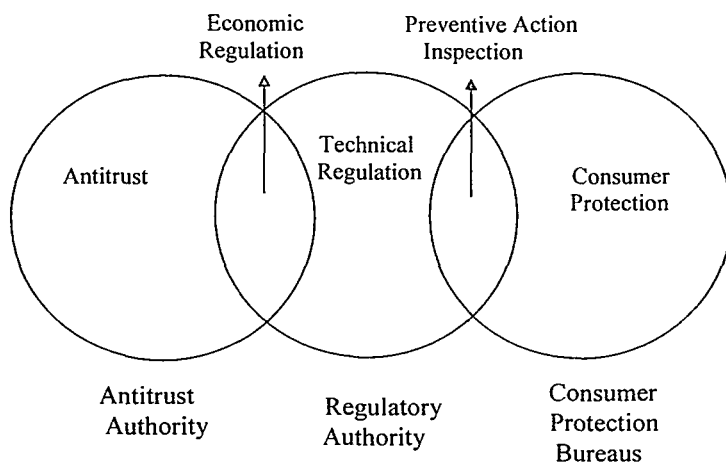 Economic
Regulation
Preventive Action
Inspection
Antitrust
Technical
Regulation
Consumer
Protection
Antitrust
Authority
Regulatory
Authority
Consumer
Protection
Bureaus